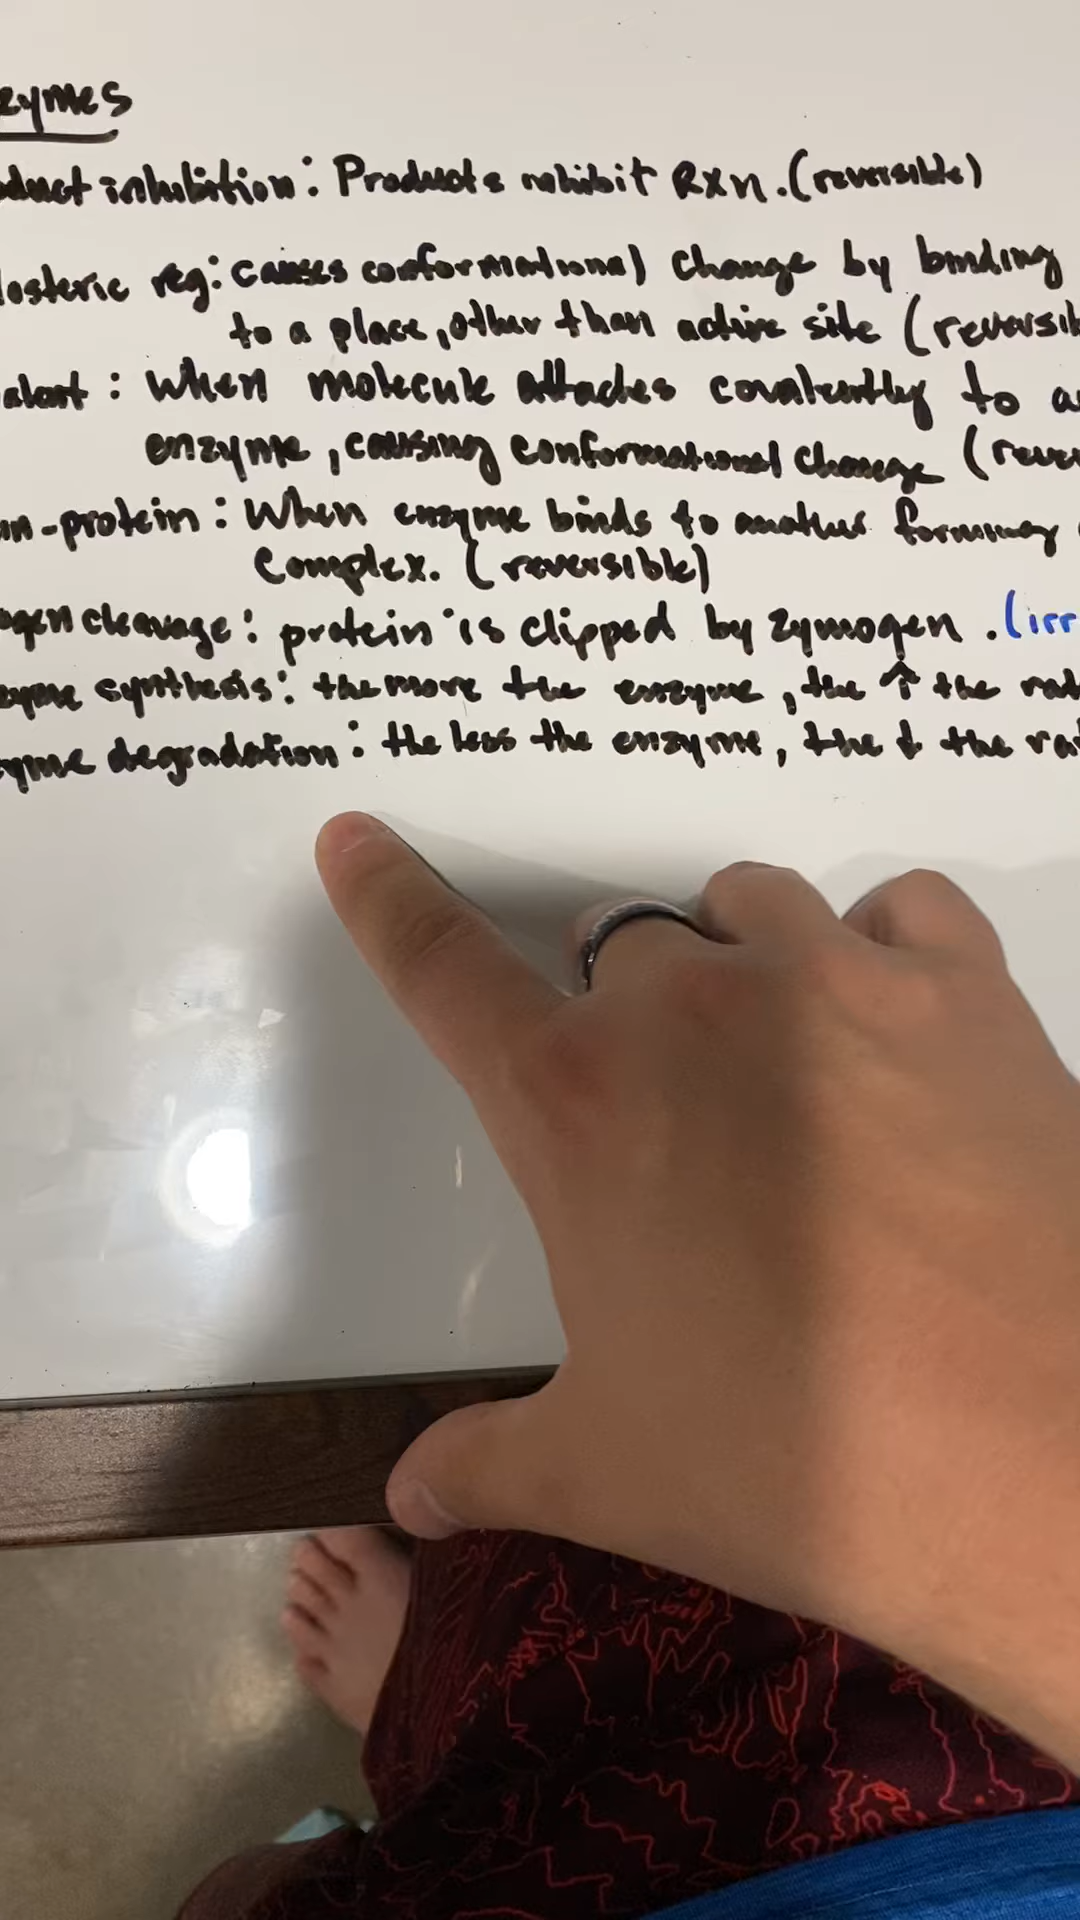 zymes
oduct inhibition: Products inhibit Rxn. (reversible)
losteric reg: causes conformational change by binding
to a place, other than active site (reversib
alent: When molecule attaches covalently to a
enzyme, causing conformational change (rever
in-protein: When enzyme binds to another forming
Complex. (reversible)
ogen cleavage: protein is clipped by zymogen. (irr
zyme synthesis: the more the enzyme, the ↑ the rat
zyme degradation: the less the enzyme, the ↓ the rat